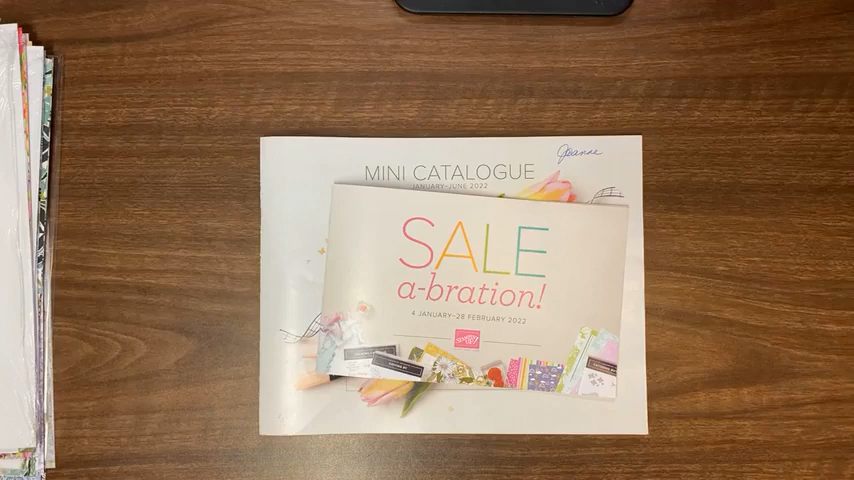 Jeanne
MINI CATALOGUE
JANUARY–JUNE 2022
SALE
a-bration!
4 JANUARY–28 FEBRUARY 2022